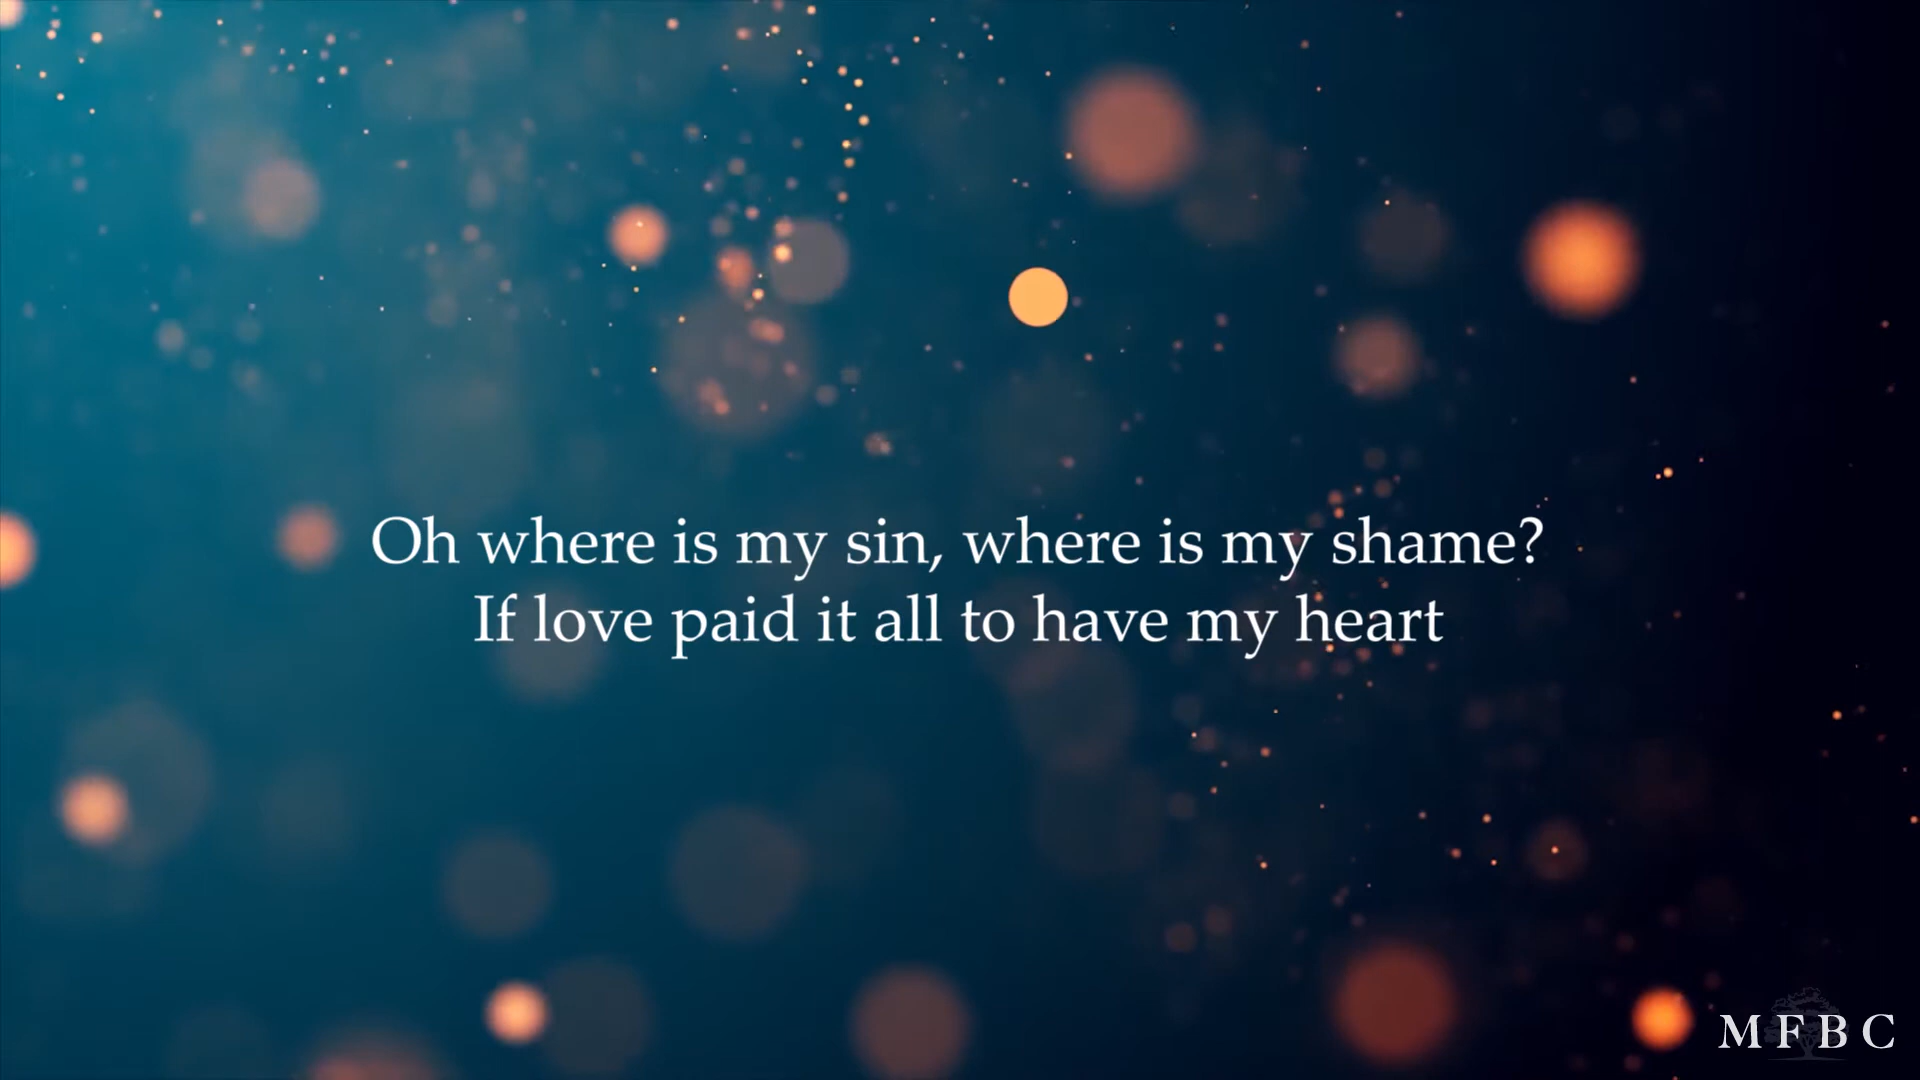 Oh where is my sin, where is my shame?
If love paid it all to have my heart
MFBC